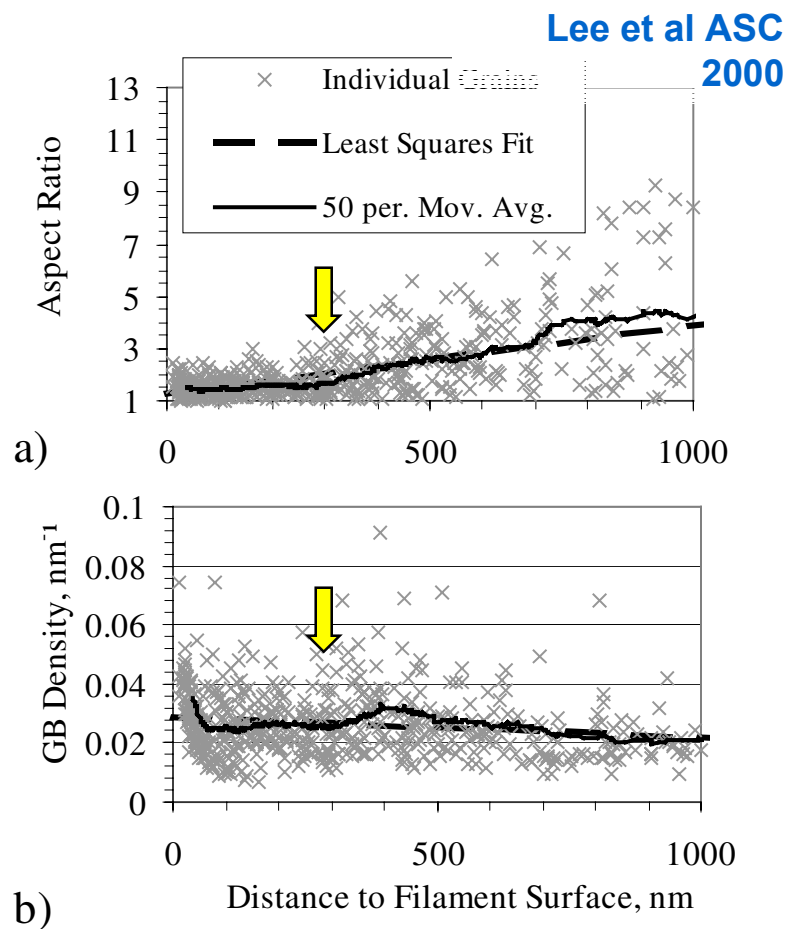 Lee et al ASC
2000
Individual
Least Squares Fit
50 per. Mov. Avg.
Aspect Ratio
13
11
9
7
5
3
1
0
500
1000
a)
GB Density, nm⁻¹
0.1
0.08
0.06
0.04
0.02
0
0
500
1000
Distance to Filament Surface, nm
b)